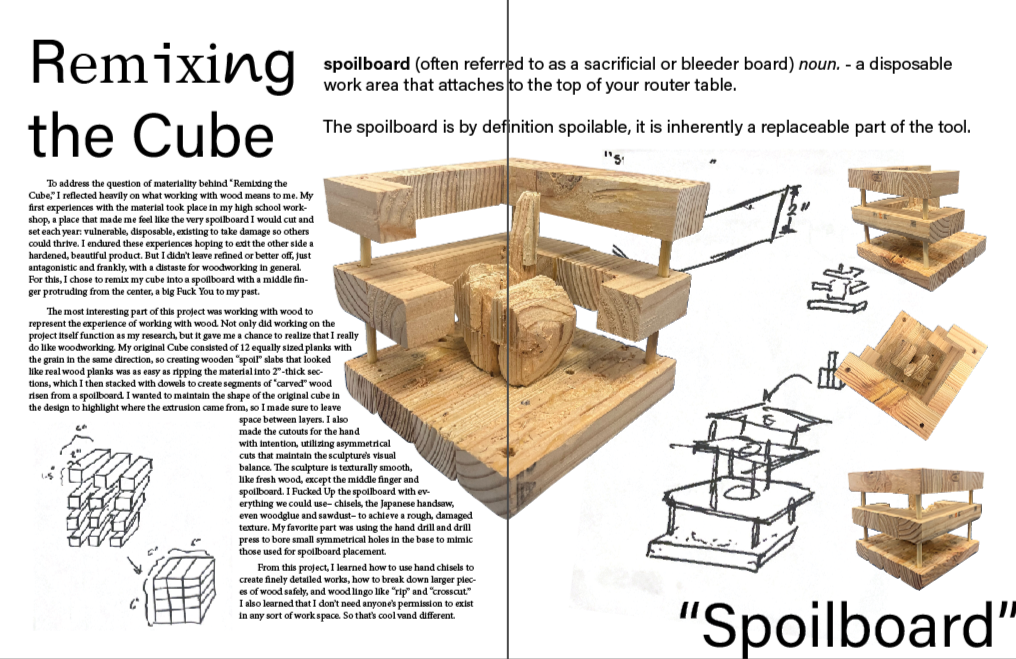 Remixing
the Cube
spoilboard (often referred to as a sacrificial or bleeder board) noun. - a disposable
work area that attaches to the top of your router table.
The spoilboard is by definition spoilable, it is inherently a replaceable part of the tool.
To address the question of materiality behind "Remixing the
Cube," I reflected heavily on what working with wood means to me. My
first experiences with the material took place in my high school work-
shop, a place that made me feel like the very spoilboard I would cut and
set each year: vulnerable, disposable, existing to take damage so others
could thrive. I endured these experiences hoping to exit the other side a
hardened, beautiful product. But I didn't leave refined or better off, just
antagonistic and frankly, with a distaste for woodworking in general.
For this, I chose to remix my cube into a spoilboard with a middle fin-
ger protruding from the center, a big Fuck You to my past.
The most interesting part of this project was working with wood to
represent the experience of working with wood. Not only did working on the
project itself function as my research, but it gave me a chance to realize that I really
do like woodworking. My original Cube consisted of 12 equally sized planks with
the grain in the same direction, so creating wooden "spoil" slabs that looked
like real wood planks was as easy as ripping the material into 2"-thick sec-
tions, which I then stacked with dowels to create segments of "carved" wood
risen from a spoilboard. I wanted to maintain the shape of the original cube in
the design to highlight where the extrusion came from, so I made sure to leave
space between layers. I also
made the cutouts for the hand
with intention, utilizing asymmetrical
cuts that maintain the sculpture's visual
balance. The sculpture is texturally smooth,
like fresh wood, except the middle finger and
spoilboard. I Fucked Up the spoilboard with ev-
erything we could use– chisels, the Japanese handsaw,
even woodglue and sawdust– to achieve a rough, damaged
texture. My favorite part was using the hand drill and drill
press to bore small symmetrical holes in the base to mimic
those used for spoilboard placement.
From this project, I learned how to use hand chisels to
create finely detailed works, how to break down larger piec-
es of wood safely, and wood lingo like "rip" and "crosscut."
I also learned that I don't need anyone's permission to exist
in any sort of work space. So that's cool vand different.
2"
6"
"Spoilboard"